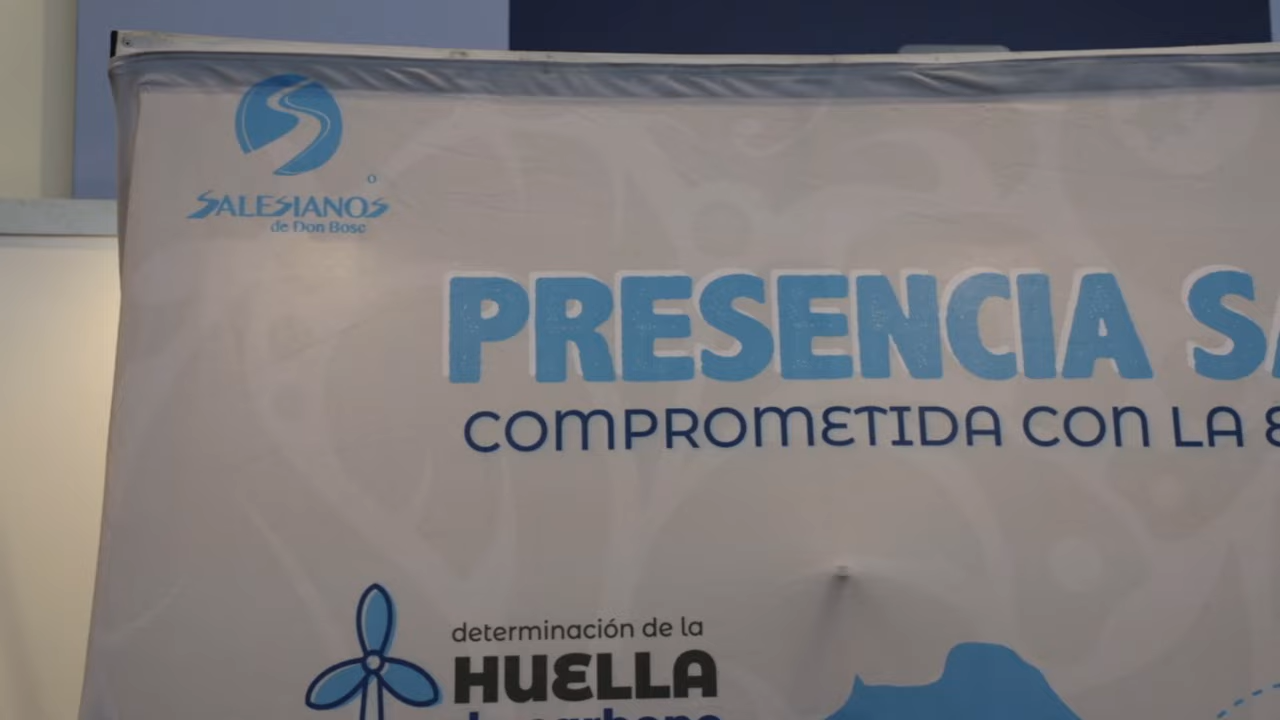 SALESIANOS
de Don Bosc
PRESENCIA
COMPROMETIDA CON LA
determinación de la
HUELLA